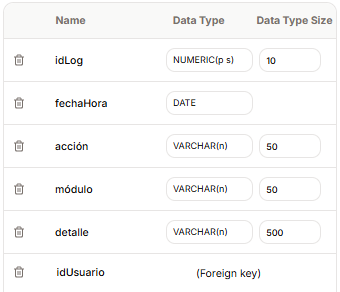 Name Data Type Data Type Size
idLog NUMERIC(p s) 10
fechaHora DATE
acción VARCHAR(n) 50
módulo VARCHAR(n) 50
detalle VARCHAR(n) 500
idUsuario (Foreign key)